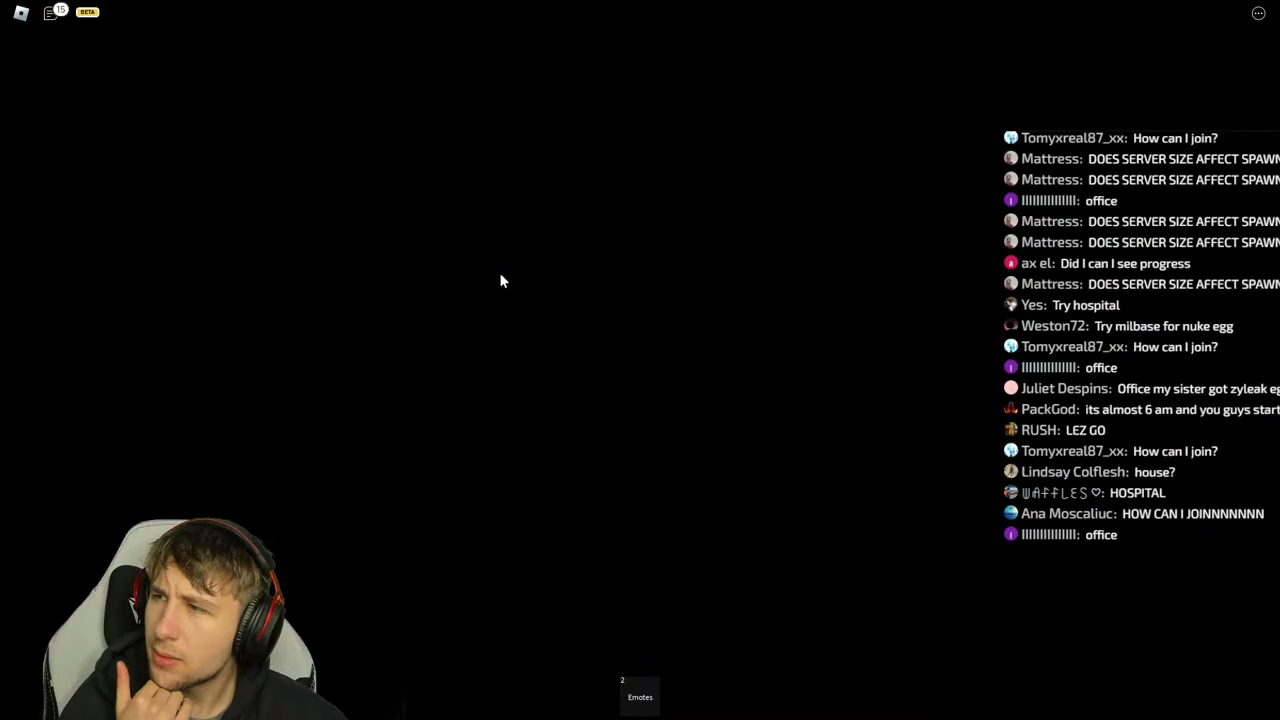 15
BETA
Tomyxreal87_xx: How can I join?
Mattress: DOES SERVER SIZE AFFECT SPAWN
Mattress: DOES SERVER SIZE AFFECT SPAWN
IIIIIIIIIIIIIII: office
Mattress: DOES SERVER SIZE AFFECT SPAWN
Mattress: DOES SERVER SIZE AFFECT SPAWN
ax el: Did I can I see progress
Mattress: DOES SERVER SIZE AFFECT SPAWN
Yes: Try hospital
Weston72: Try milbase for nuke egg
Tomyxreal87_xx: How can I join?
IIIIIIIIIIIIIII: office
Juliet Despins: Office my sister got zyleak eg
PackGod: its almost 6 am and you guys start
RUSH: LEZ GO
Tomyxreal87_xx: How can I join?
Lindsay Colflesh: house?
HOSPITAL
Ana Moscaliuc: HOW CAN I JOINNNNNNN
IIIIIIIIIIIIIII: office
2
Emotes